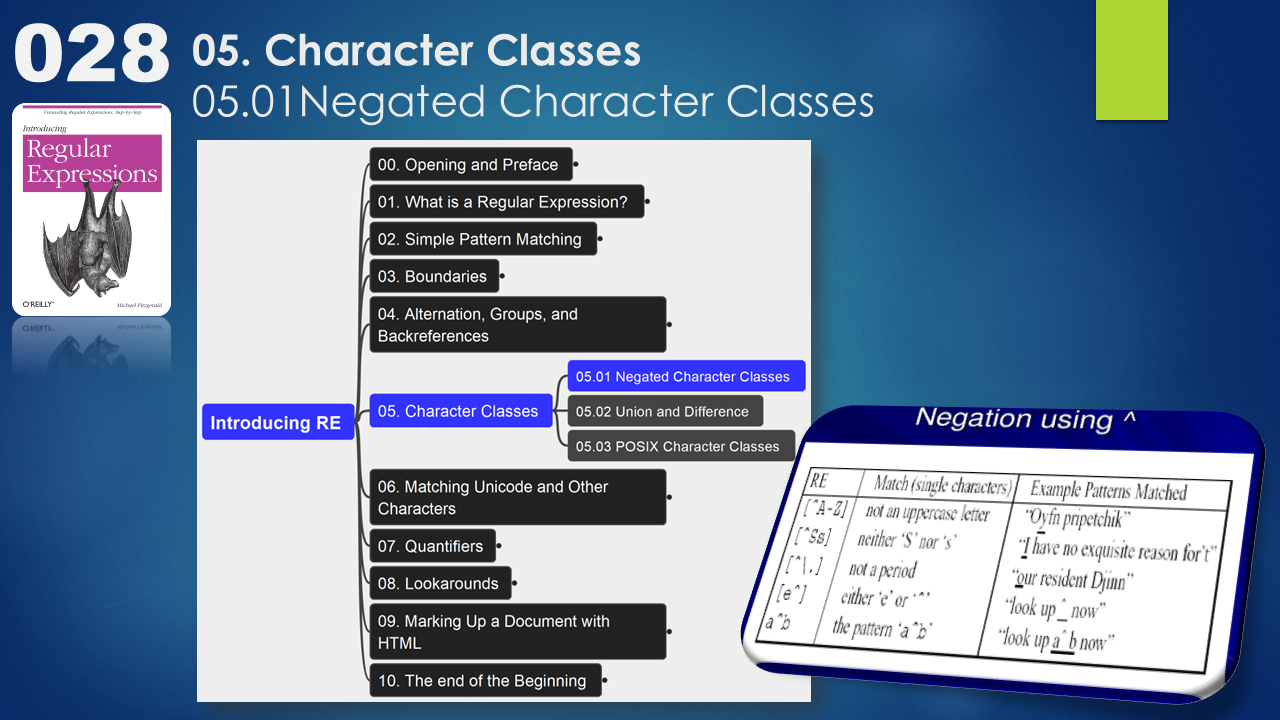 028
05. Character Classes
05.01Negated Character Classes
Unraveling Regular Expressions, Step-by-Step
Introducing
Regular
Expressions
O'REILLY®
Michael Fitzgerald
Introducing RE
00. Opening and Preface
01. What is a Regular Expression?
02. Simple Pattern Matching
03. Boundaries
04. Alternation, Groups, and
Backreferences
05. Character Classes
05.01 Negated Character Classes
05.02 Union and Difference
05.03 POSIX Character Classes
06. Matching Unicode and Other
Characters
07. Quantifiers
08. Lookarounds
09. Marking Up a Document with
HTML
10. The end of the Beginning
Negation using ^
RE Match (single characters) Example Patterns Matched
[^A-Z] not an uppercase letter "Oyfn pripetchik"
[^Ss] neither 'S' nor 's' "I have no exquisite reason for't"
[^\.] not a period "our resident Djinn"
[e^] either 'e' or '^' "look up ^ now"
a^b the pattern 'a^b' "look up a^b now"